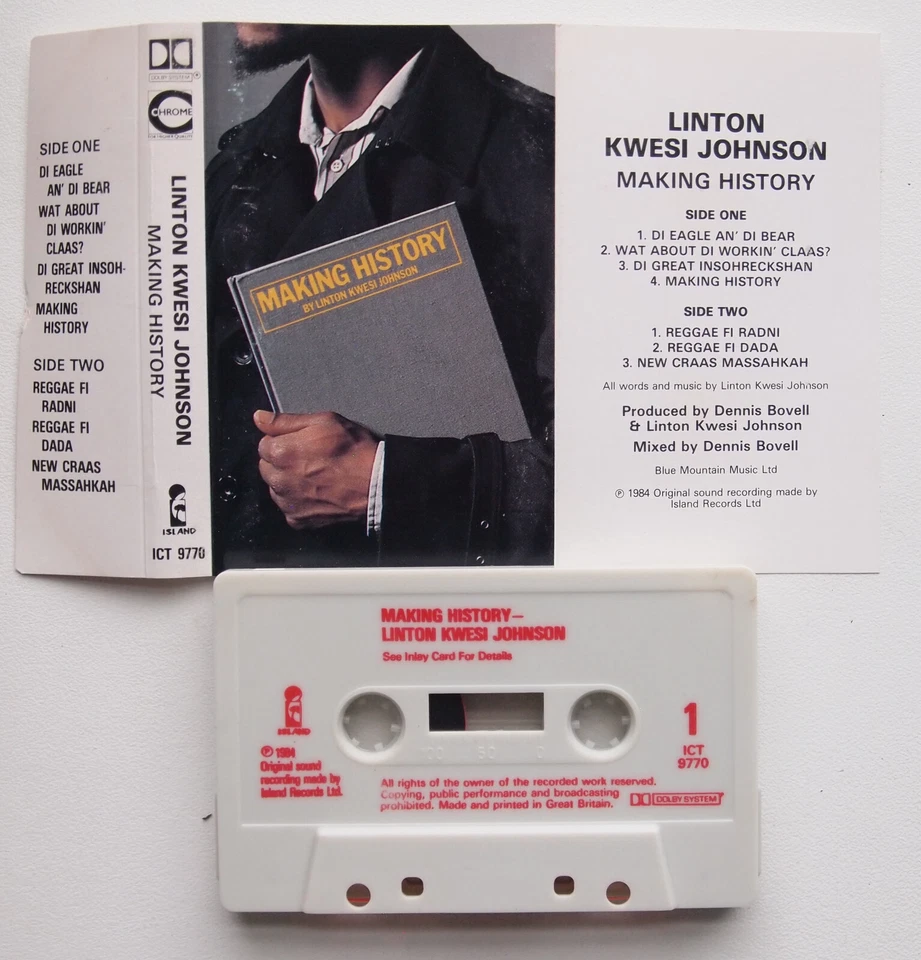 SIDE ONE
DI EAGLE
AN' DI BEAR
WAT ABOUT
DI WORKIN'
CLAAS?
DI GREAT INSOH-
RECKSHAN
MAKING
HISTORY
SIDE TWO
REGGAE FI
RADNI
REGGAE FI
DADA
NEW CRAAS
MASSAHKAH
DOLBY SYSTEM
CHROME
LINTON KWESI JOHNSON
MAKING HISTORY
ISLAND
ICT 9770
MAKING HISTORY
BY LINTON KWESI JOHNSON
LINTON
KWESI JOHNSON
MAKING HISTORY
SIDE ONE
1. DI EAGLE AN' DI BEAR
2. WAT ABOUT DI WORKIN' CLAAS?
3. DI GREAT INSOHRECKSHAN
4. MAKING HISTORY
SIDE TWO
1. REGGAE FI RADNI
2. REGGAE FI DADA
3. NEW CRAAS MASSAHKAH
All words and music by Linton Kwesi Johnson
Produced by Dennis Bovell
& Linton Kwesi Johnson
Mixed by Dennis Bovell
Blue Mountain Music Ltd
℗ 1984 Original sound recording made by
Island Records Ltd
MAKING HISTORY—
LINTON KWESI JOHNSON
See Inlay Card For Details
ISLAND
℗ 1984
Original sound
recording made by
Island Records Ltd.
1
ICT
9770
50
All rights of the owner of the recorded work reserved.
Copying, public performance and broadcasting
prohibited. Made and printed in Great Britain.
DOLBY SYSTEM